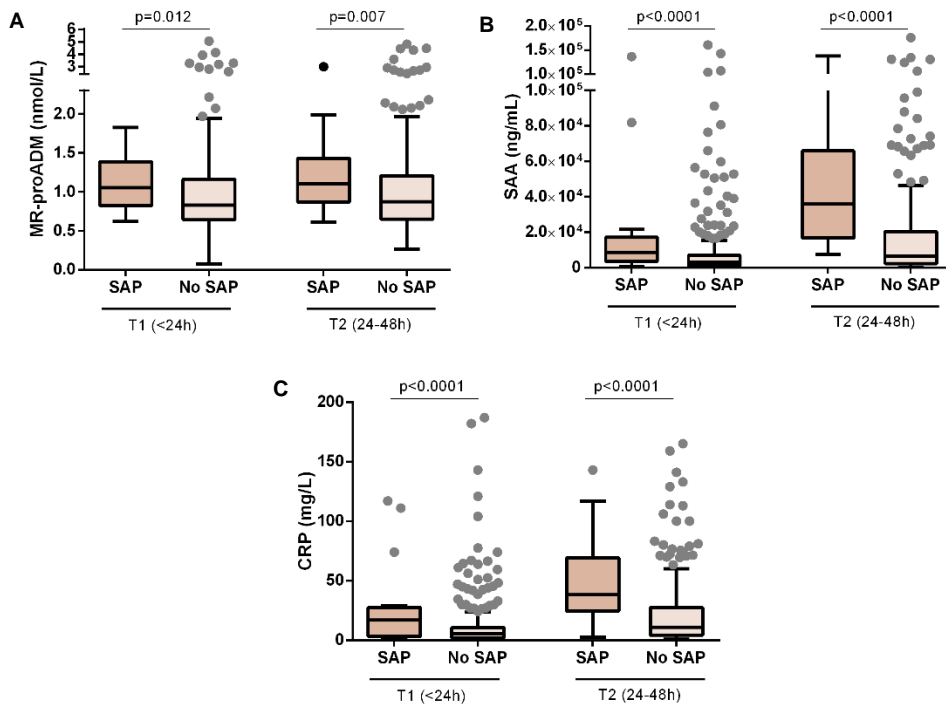 A
p=0.012
p=0.007
MR-proADM (nmol/L)
6
5
4
3
2.0
1.5
1.0
0.5
0.0
SAP
No SAP
SAP
No SAP
T1 (<24h)
T2 (24-48h)
B
p<0.0001
p<0.0001
SAA (ng/mL)
2.0×10⁵
1.5×10⁵
1.0×10⁵
8.0×10⁴
6.0×10⁴
4.0×10⁴
2.0×10⁴
0
SAP
No SAP
SAP
No SAP
T1 (<24h)
T2 (24-48h)
C
p<0.0001
p<0.0001
CRP (mg/L)
200
150
100
50
0
SAP
No SAP
SAP
No SAP
T1 (<24h)
T2 (24-48h)